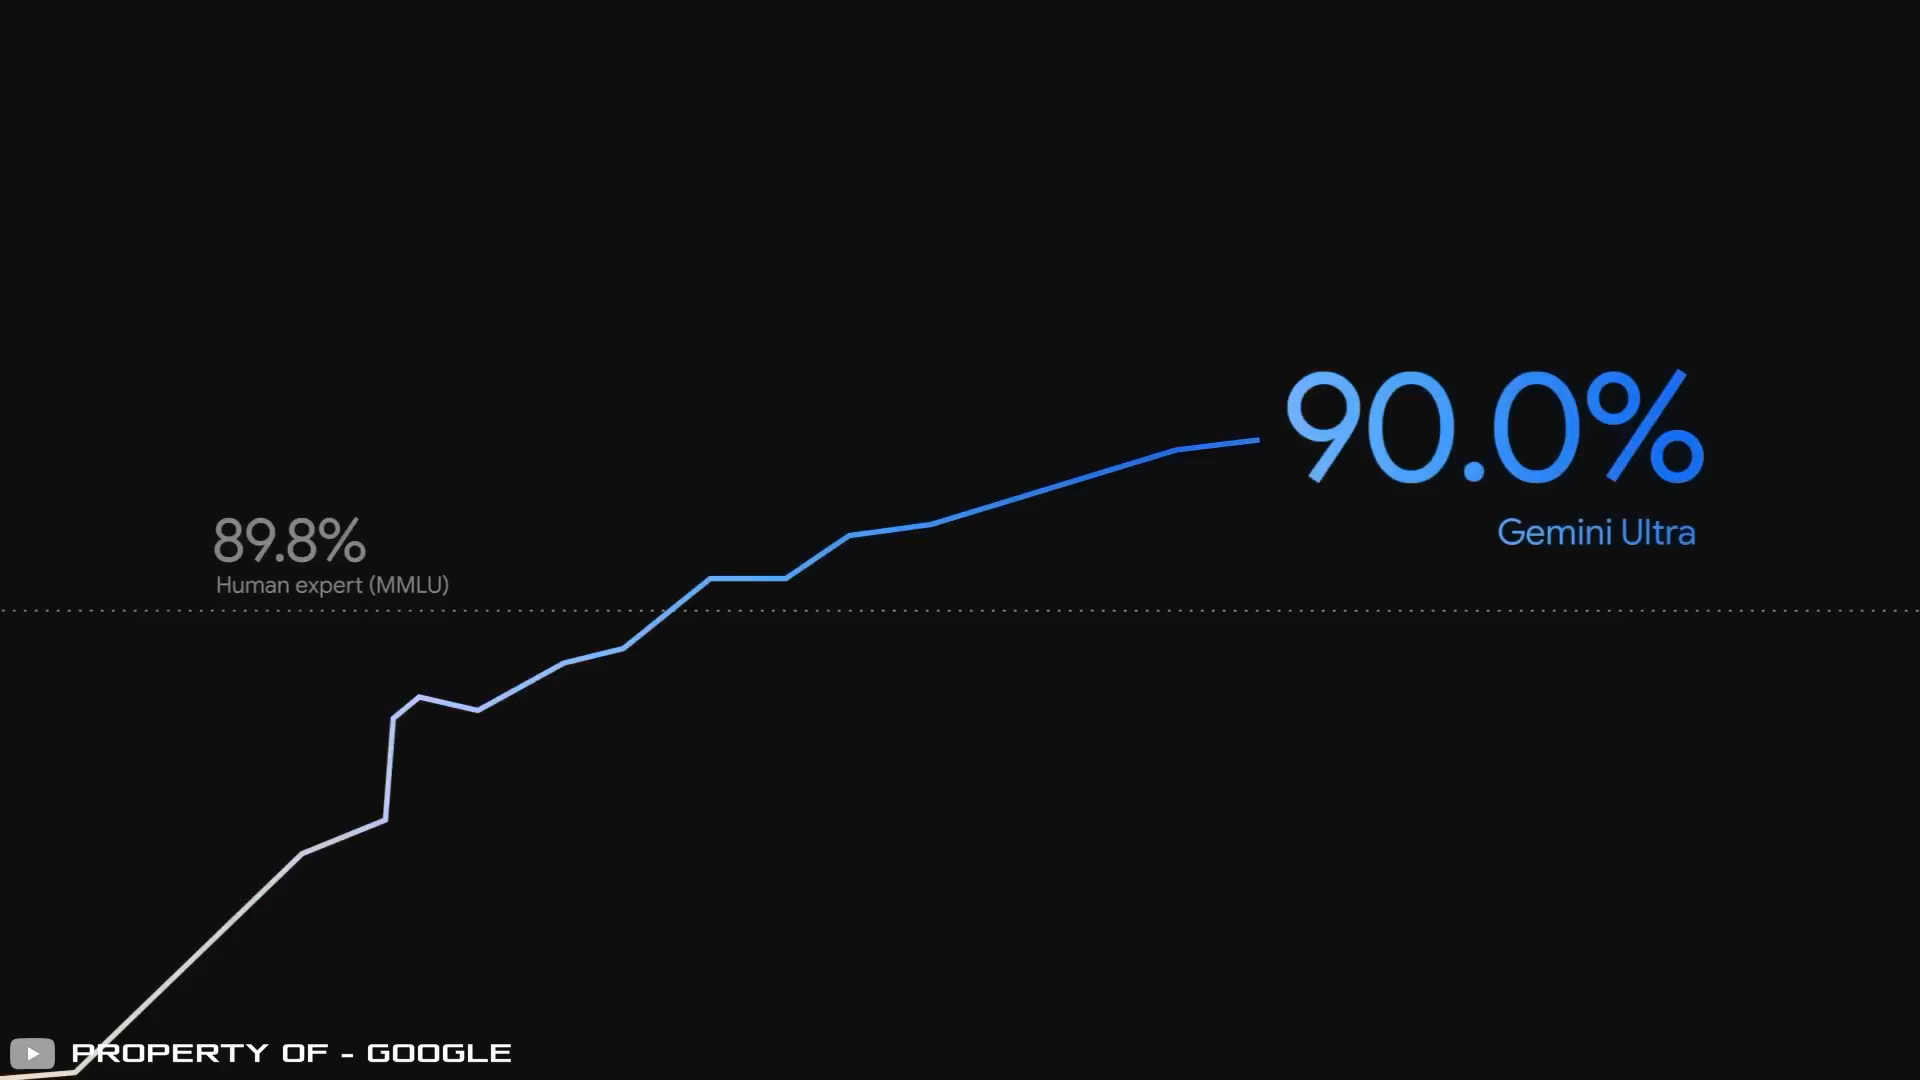 90.0%
Gemini Ultra
89.8%
Human expert (MMLU)
PROPERTY OF - GOOGLE